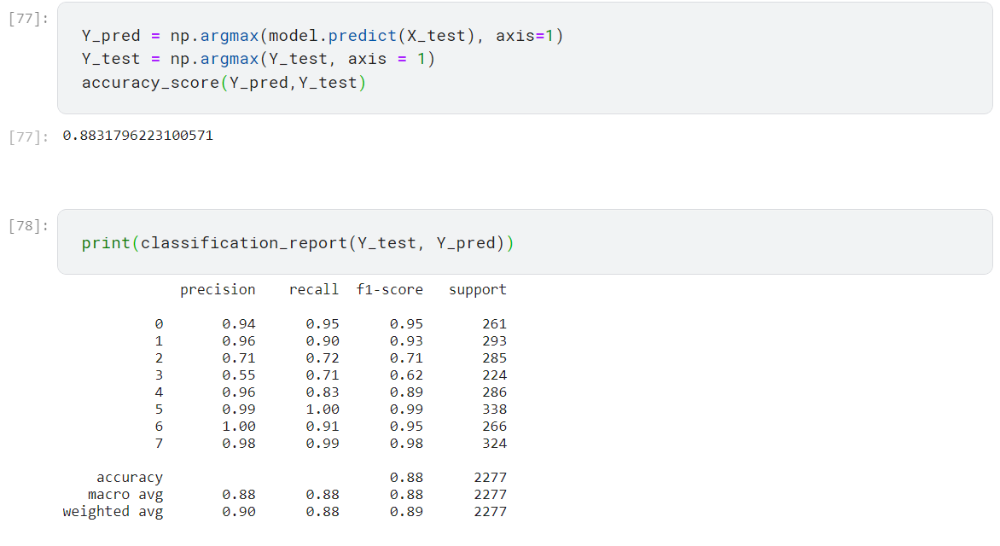 [77]:
Y_pred = np.argmax(model.predict(X_test), axis=1)
Y_test = np.argmax(Y_test, axis = 1)
accuracy_score(Y_pred,Y_test)
[77]: 0.8831796223100571
[78]:
print(classification_report(Y_test, Y_pred))
precision recall f1-score support
0 0.94 0.95 0.95 261
1 0.96 0.90 0.93 293
2 0.71 0.72 0.71 285
3 0.55 0.71 0.62 224
4 0.96 0.83 0.89 286
5 0.99 1.00 0.99 338
6 1.00 0.91 0.95 266
7 0.98 0.99 0.98 324
accuracy 0.88 2277
macro avg 0.88 0.88 0.88 2277
weighted avg 0.90 0.88 0.89 2277